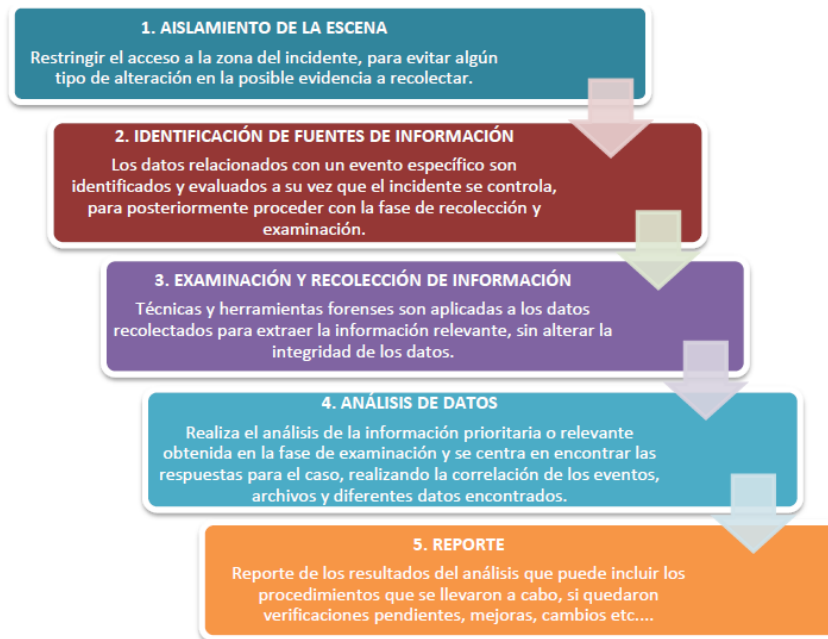 1. AISLAMIENTO DE LA ESCENA
Restringir el acceso a la zona del incidente, para evitar algún
tipo de alteración en la posible evidencia a recolectar.
2. IDENTIFICACIÓN DE FUENTES DE INFORMACIÓN
Los datos relacionados con un evento específico son
identificados y evaluados a su vez que el incidente se controla,
para posteriormente proceder con la fase de recolección y
examinación.
3. EXAMINACIÓN Y RECOLECCIÓN DE INFORMACIÓN
Técnicas y herramientas forenses son aplicadas a los datos
recolectados para extraer la información relevante, sin alterar la
integridad de los datos.
4. ANÁLISIS DE DATOS
Realiza el análisis de la información prioritaria o relevante
obtenida en la fase de examinación y se centra en encontrar las
respuestas para el caso, realizando la correlación de los eventos,
archivos y diferentes datos encontrados.
5. REPORTE
Reporte de los resultados del análisis que puede incluir los
procedimientos que se llevaron a cabo, si quedaron
verificaciones pendientes, mejoras, cambios etc....